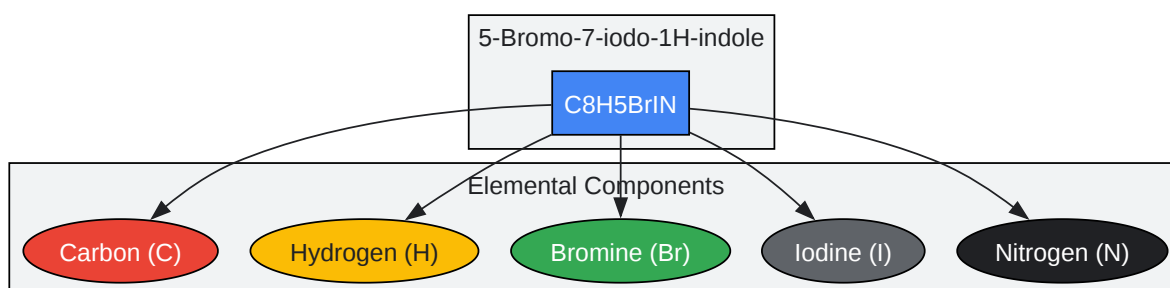 5-Bromo-7-iodo-1H-indole
C8H5BrIN
Elemental Components
Carbon (C)
Hydrogen (H)
Bromine (Br)
Iodine (I)
Nitrogen (N)